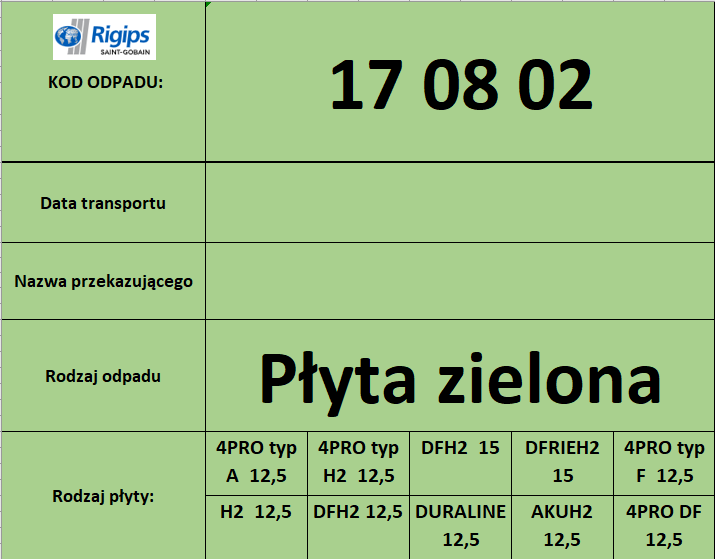 Rigips
SAINT-GOBAIN
KOD ODPADU:
17 08 02
Data transportu
Nazwa przekazującego
Rodzaj odpadu
Płyta zielona
Rodzaj płyty:
4PRO typ
A 12,5
4PRO typ
H2 12,5
DFH2 15
DFRIEH2
15
4PRO typ
F 12,5
H2 12,5
DFH2 12,5
DURALINE
12,5
AKUH2
12,5
4PRO DF
12,5